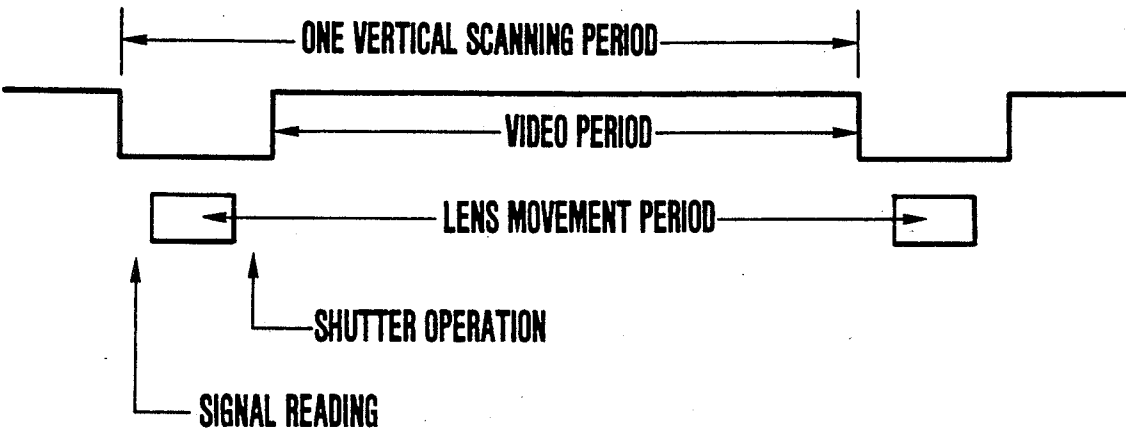 ONE VERTICAL SCANNING PERIOD
VIDEO PERIOD
LENS MOVEMENT PERIOD
SHUTTER OPERATION
SIGNAL READING